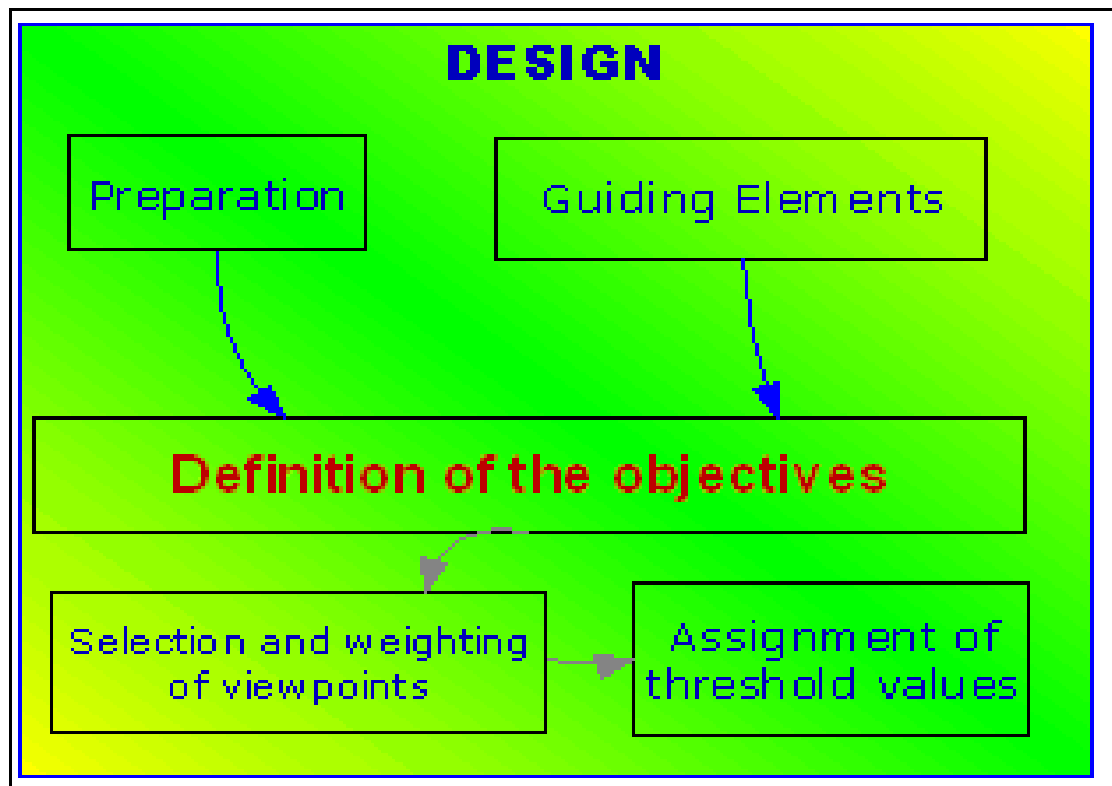 DESIGN
Preparation
Guiding Elements
Definition of the objectives
Selection and weighting
of viewpoints
Assignment of
threshold values